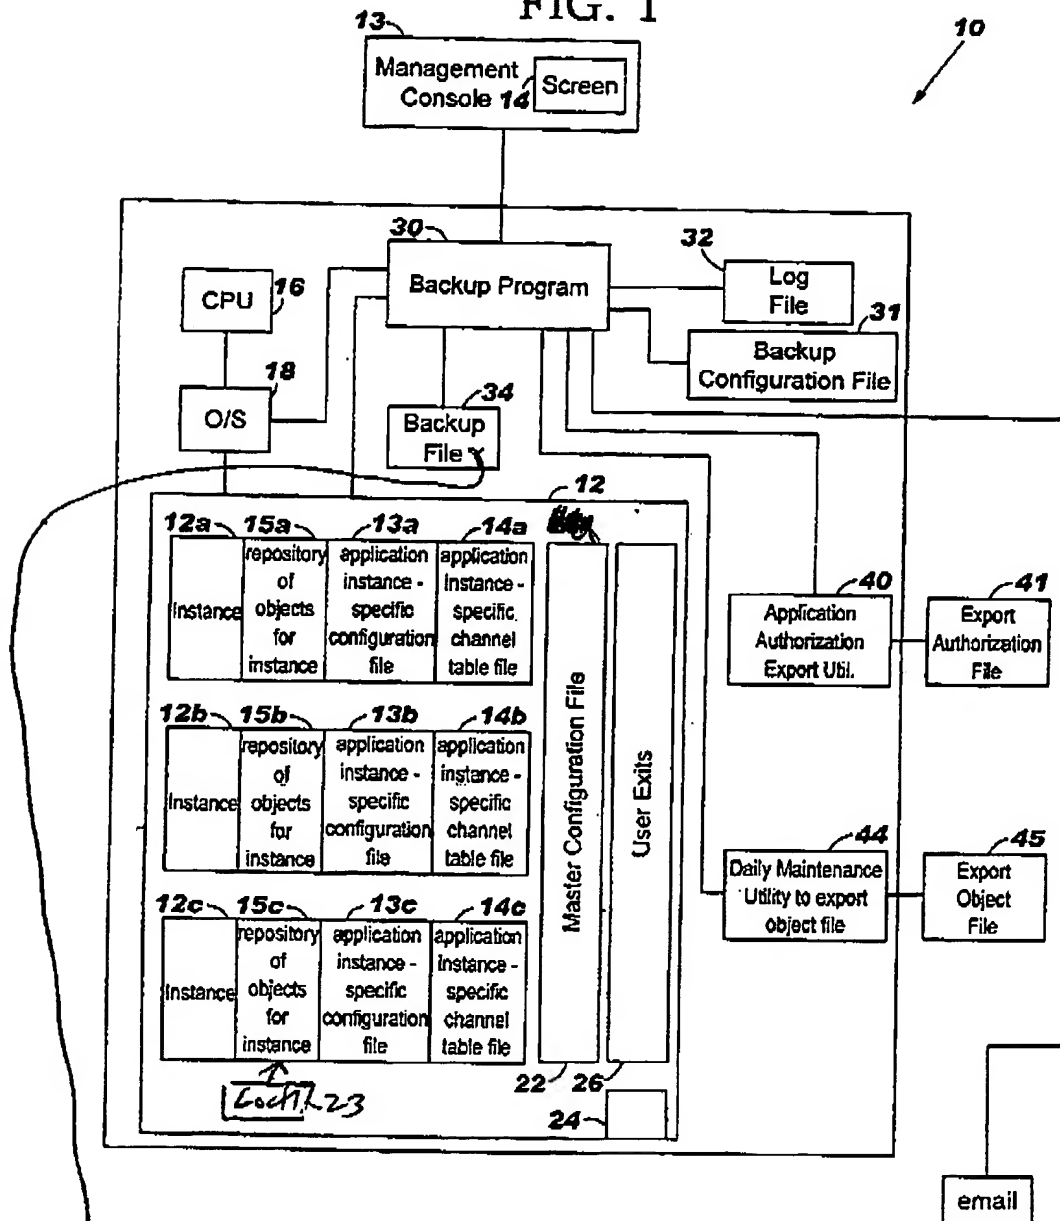 FIG. 1
13
10
Management
Console 14
Screen
30
32
Backup Program
Log
File
CPU
16
31
Backup
Configuration File
18
O/S
34
Backup
File
12
12a 15a 13a 14a
Instance
repository
of
objects
for
instance
application
instance -
specific
configuration
file
application
instance -
specific
channel
table file
40
41
Application
Authorization
Export Util.
Export
Authorization
File
12b 15b 13b 14b
Instance
repository
of
objects
for
instance
application
instance -
specific
configuration
file
application
instance -
specific
channel
table file
Master Configuration File
User Exits
44
45
Daily Maintenance
Utility to export
object file
Export
Object
File
12c 15c 13c 14c
Instance
repository
of
objects
for
instance
application
instance -
specific
configuration
file
application
instance -
specific
channel
table file
22
26
23
24
email